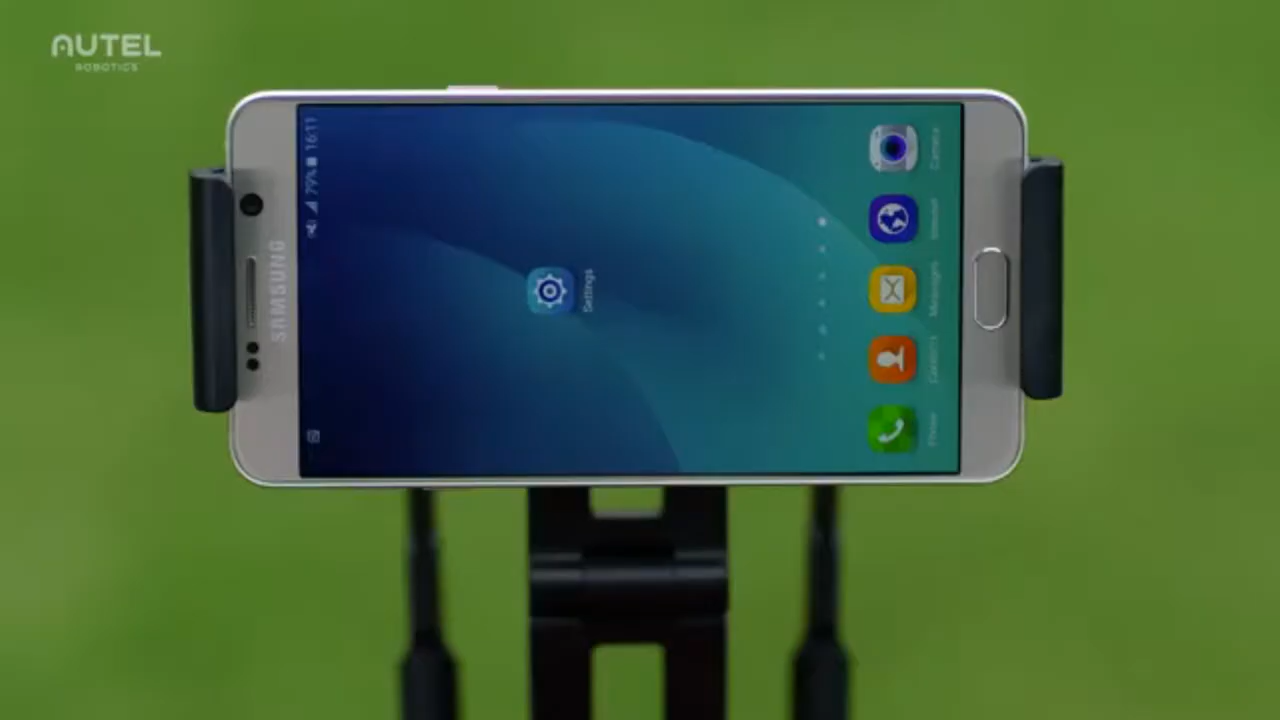 AUTEL
ROBOTICS
79% 16:11
SAMSUNG
Settings
Phone
Contacts
Messages
Internet
Camera